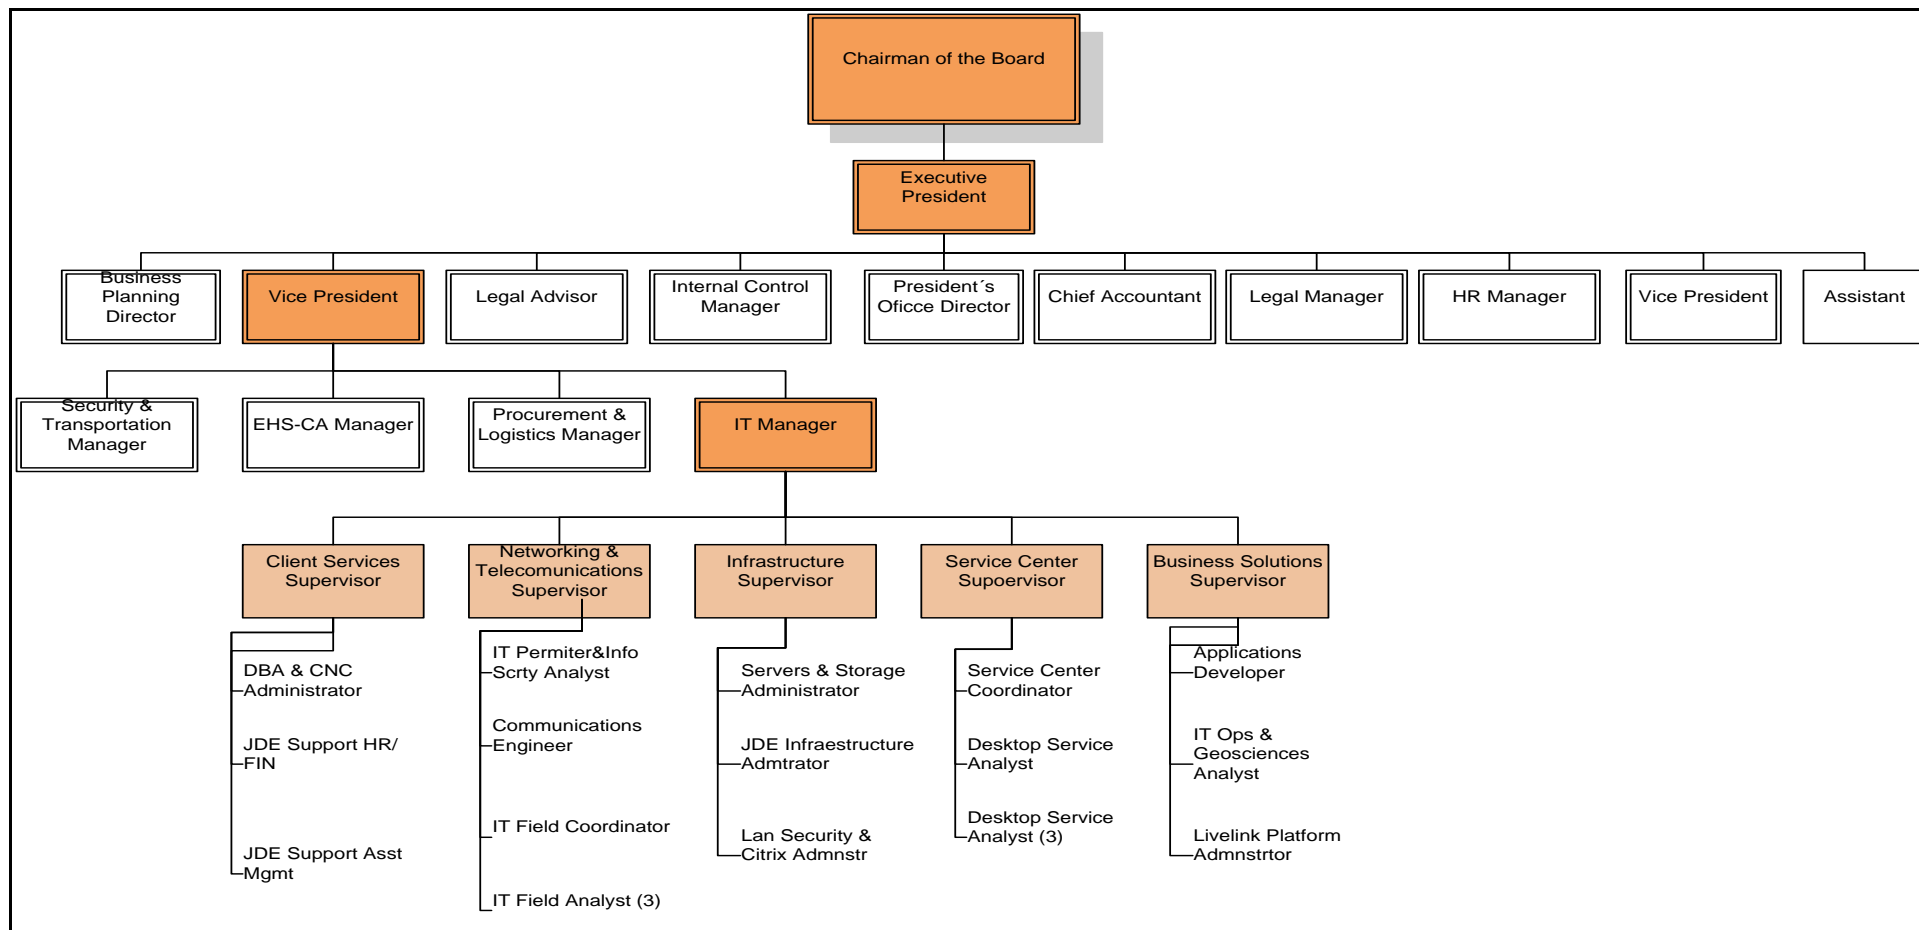 Chairman of the Board
Executive
President
Business
Planning
Director
Vice President
Legal Advisor
Internal Control
Manager
President´s
Oficce Director
Chief Accountant
Legal Manager
HR Manager
Vice President
Assistant
Security &
Transportation
Manager
EHS-CA Manager
Procurement &
Logistics Manager
IT Manager
Client Services
Supervisor
Networking &
Telecomunications
Supervisor
Infrastructure
Supervisor
Service Center
Supoervisor
Business Solutions
Supervisor
DBA & CNC
Administrator
JDE Support HR/
FIN
JDE Support Asst
Mgmt
IT Permiter&Info
Scrty Analyst
Communications
Engineer
IT Field Coordinator
IT Field Analyst (3)
Servers & Storage
Administrator
JDE Infraestructure
Admtrator
Lan Security &
Citrix Admnstr
Service Center
Coordinator
Desktop Service
Analyst
Desktop Service
Analyst (3)
Applications
Developer
IT Ops &
Geosciences
Analyst
Livelink Platform
Admnstrtor